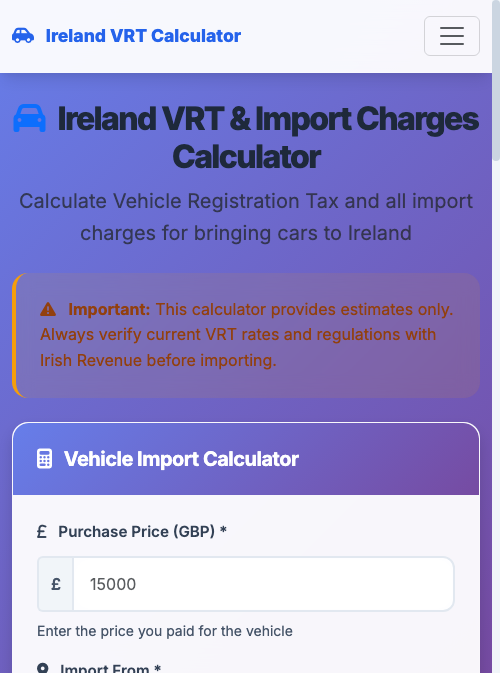 Ireland VRT Calculator
Ireland VRT & Import Charges
Calculator
Calculate Vehicle Registration Tax and all import
charges for bringing cars to Ireland
Important: This calculator provides estimates only.
Always verify current VRT rates and regulations with
Irish Revenue before importing.
Vehicle Import Calculator
£ Purchase Price (GBP) *
£ 15000
Enter the price you paid for the vehicle
Import From *